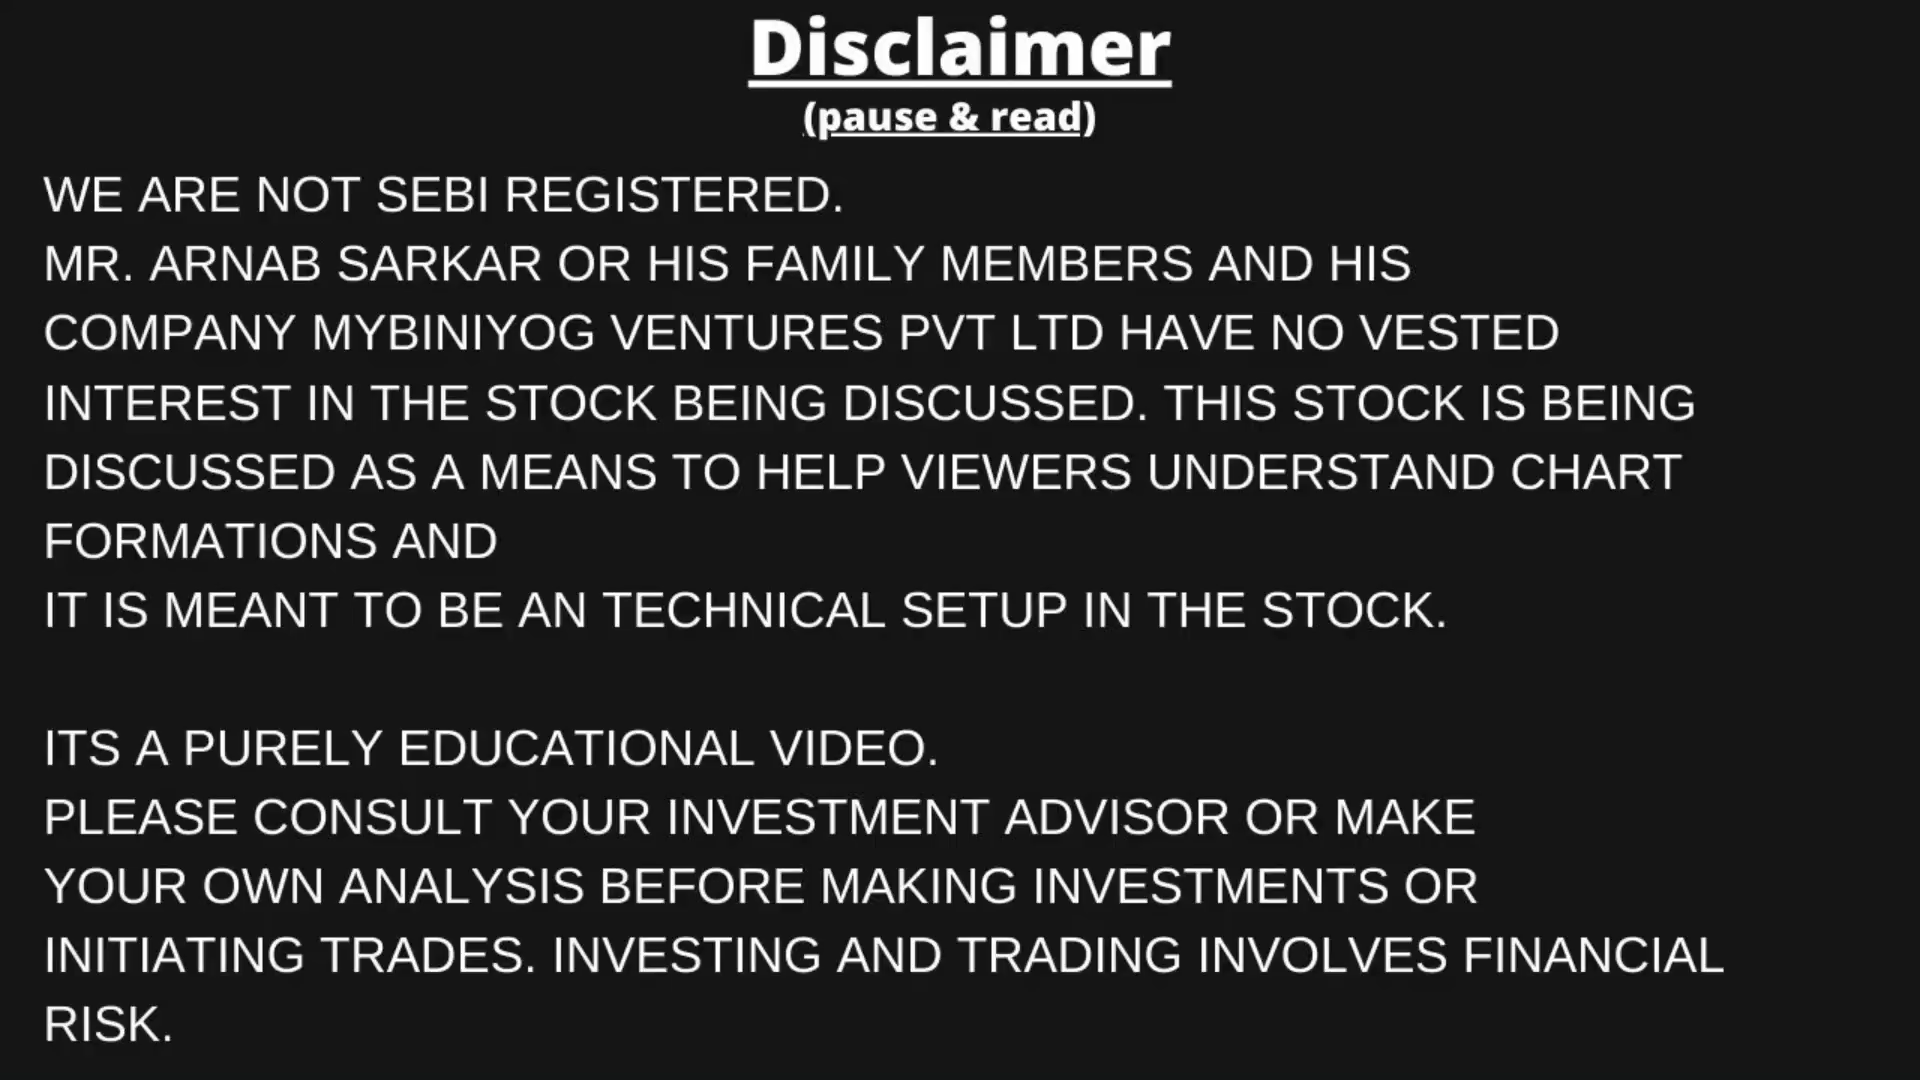 Disclaimer
(pause & read)
WE ARE NOT SEBI REGISTERED.
MR. ARNAB SARKAR OR HIS FAMILY MEMBERS AND HIS
COMPANY MYBINIYOG VENTURES PVT LTD HAVE NO VESTED
INTEREST IN THE STOCK BEING DISCUSSED. THIS STOCK IS BEING
DISCUSSED AS A MEANS TO HELP VIEWERS UNDERSTAND CHART
FORMATIONS AND
IT IS MEANT TO BE AN TECHNICAL SETUP IN THE STOCK.
ITS A PURELY EDUCATIONAL VIDEO.
PLEASE CONSULT YOUR INVESTMENT ADVISOR OR MAKE
YOUR OWN ANALYSIS BEFORE MAKING INVESTMENTS OR
INITIATING TRADES. INVESTING AND TRADING INVOLVES FINANCIAL
RISK.